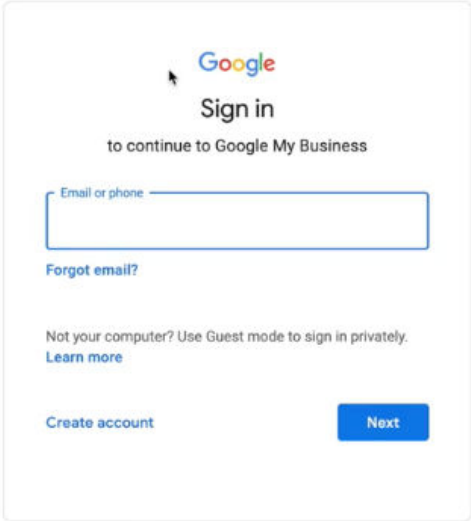 Google
Sign in
to continue to Google My Business
Email or phone
Forgot email?
Not your computer? Use Guest mode to sign in privately.
Learn more
Create account
Next